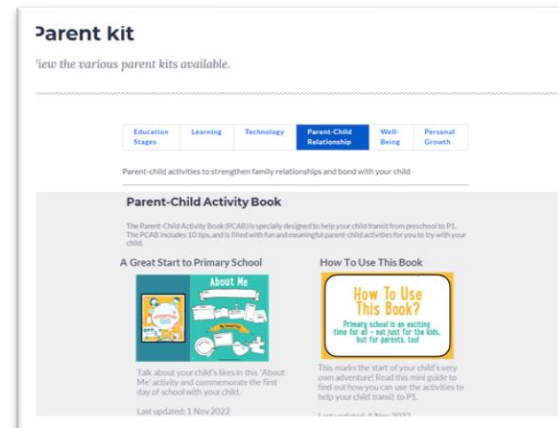 Parent kit
View the various parent kits available.
Education Stages
Learning
Technology
Parent-Child Relationship
Well-Being
Personal Growth
Parent-child activities to strengthen family relationships and bond with your child
Parent-Child Activity Book
The Parent-Child Activity Book (PCAB) is specially designed to help your child transit from preschool to P1.
The PCAB includes 10 tips, and is filled with fun and meaningful parent-child activities for you to try with your
child.
A Great Start to Primary School
About Me
Talk about your child's likes in this 'About
Me' activity and commemorate the first
day of school with your child.
Last updated: 1 Nov 2022
How To Use This Book
How To Use
This Book?
Primary school is an exciting
time for all – not just for the kids,
but for parents, too!
This marks the start of your child's very
own adventure! Read this mini guide to
find out how you can use the activities to
help your child transit to P1.
Last updated: 1 Nov 2022